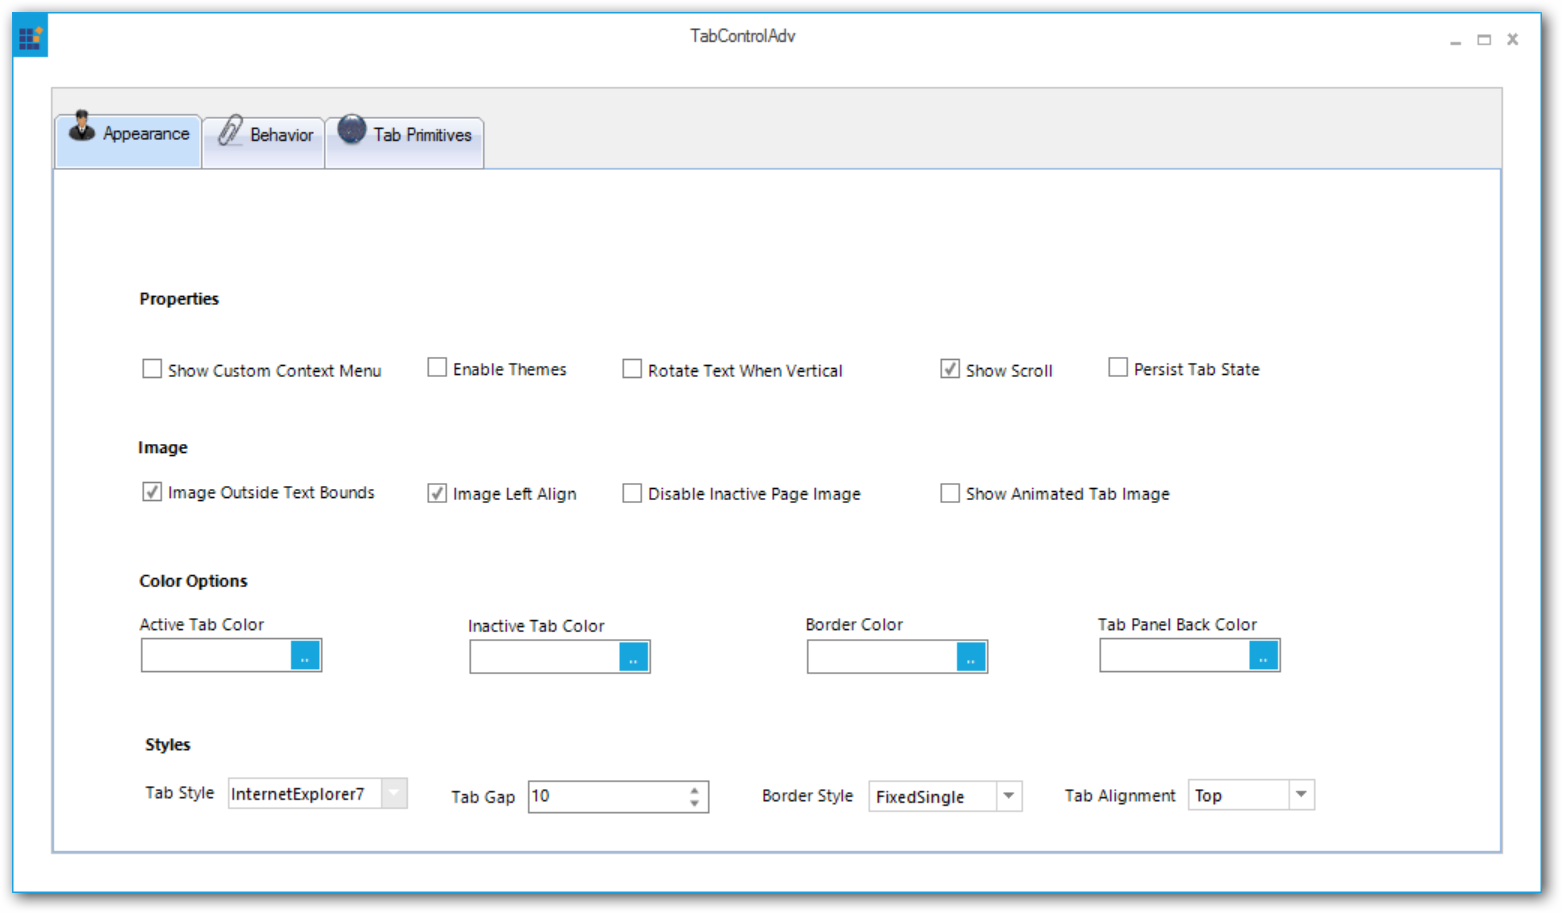 TabControlAdv
Appearance Behavior Tab Primitives
Properties
Show Custom Context Menu Enable Themes Rotate Text When Vertical Show Scroll Persist Tab State
Image
Image Outside Text Bounds Image Left Align Disable Inactive Page Image Show Animated Tab Image
Color Options
Active Tab Color Inactive Tab Color Border Color Tab Panel Back Color
.. .. .. ..
Styles
Tab Style InternetExplorer7 Tab Gap 10 Border Style FixedSingle Tab Alignment Top